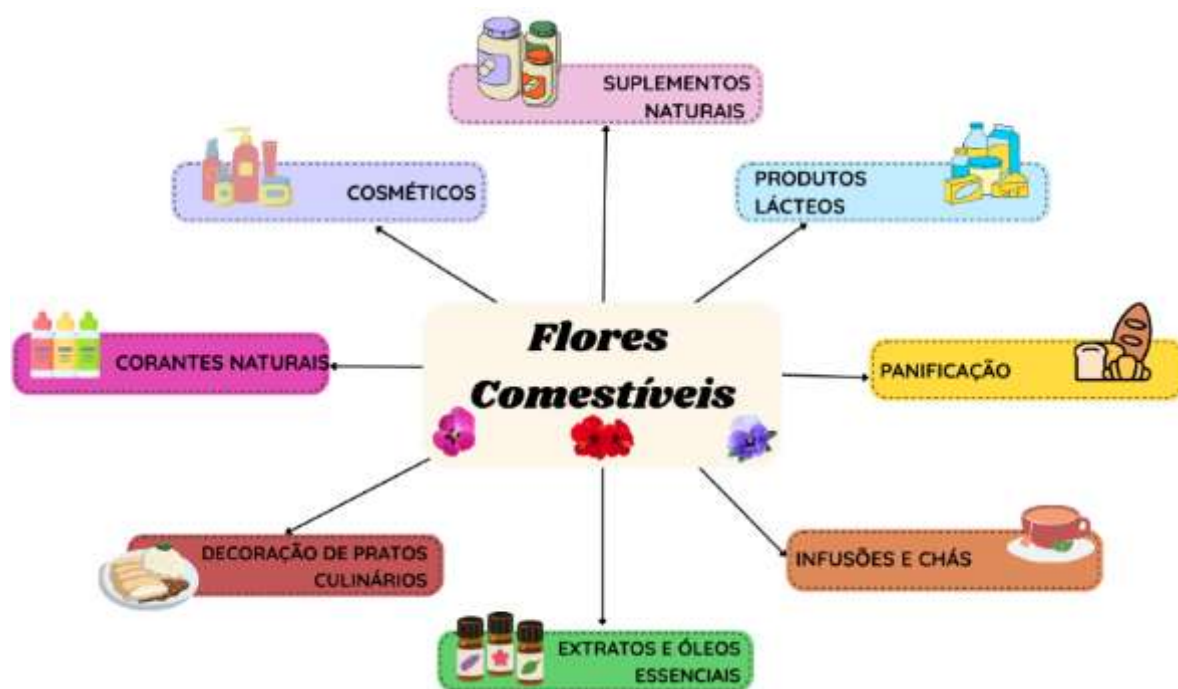 SUPLEMENTOS
NATURAIS
COSMÉTICOS
PRODUTOS
LÁCTEOS
Flores
Comestíveis
CORANTES NATURAIS
PANIFICAÇÃO
DECORAÇÃO DE PRATOS
CULINÁRIOS
INFUSÕES E CHÁS
EXTRATOS E ÓLEOS
ESSENCIAIS